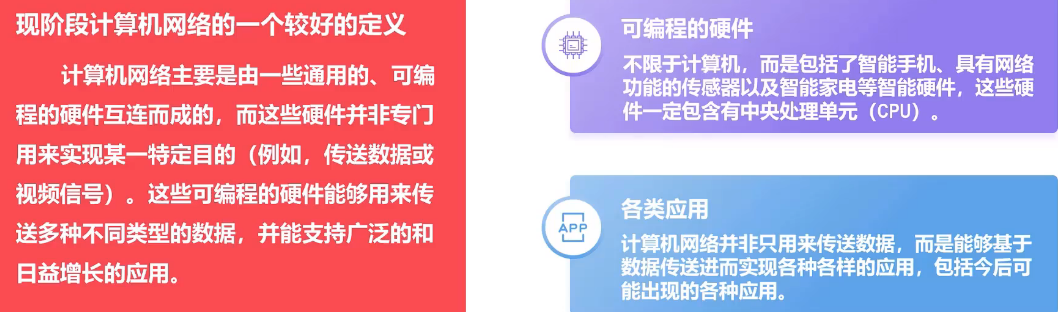 现阶段计算机网络的一个较好的定义
计算机网络主要是由一些通用的、可编
程的硬件互连而成的，而这些硬件并非专门
用来实现某一特定目的（例如，传送数据或
视频信号）。这些可编程的硬件能够用来传
送多种不同类型的数据，并能支持广泛的和
日益增长的应用。
可编程的硬件
不限于计算机，而是包括了智能手机、具有网络
功能的传感器以及智能家电等智能硬件，这些硬
件一定包含有中央处理单元（CPU）。
APP
各类应用
计算机网络并非只用来传送数据，而是能够基于
数据传送进而实现各种各样的应用，包括今后可
能出现的各种应用。